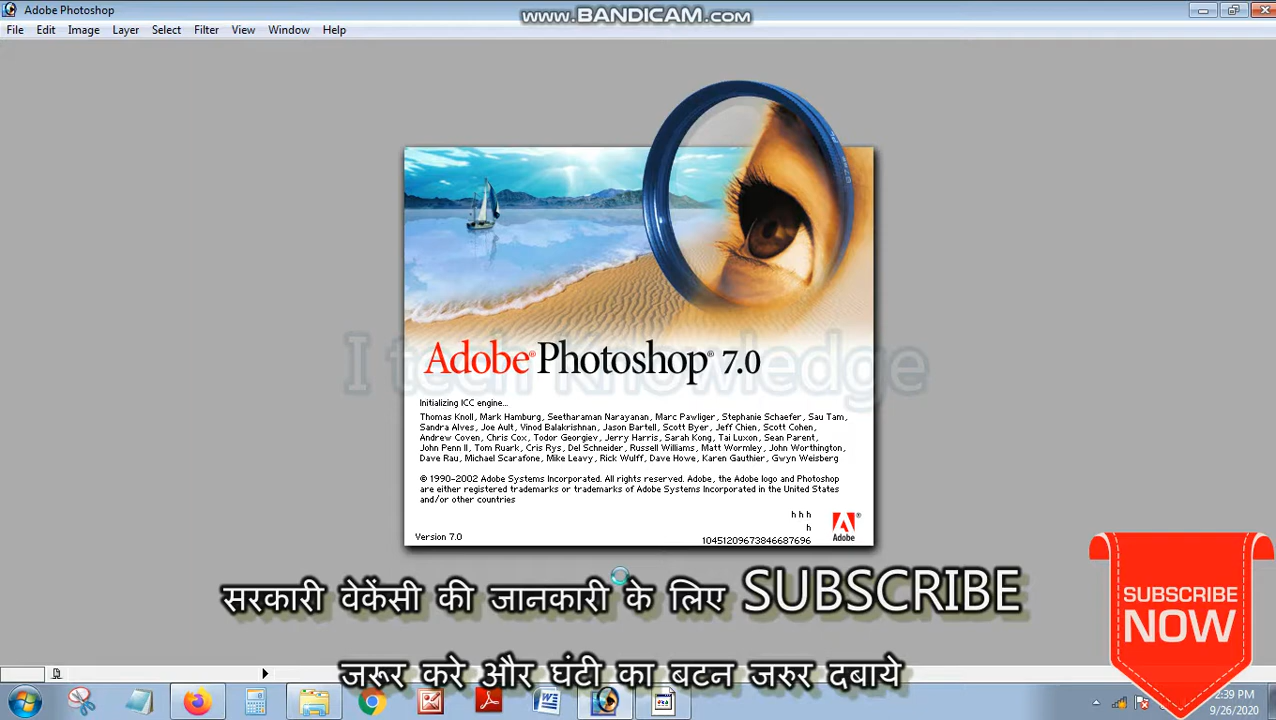 Adobe Photoshop
www.BANDICAM.com
File Edit Image Layer Select Filter View Window Help
I tech Knowledge
Adobe® Photoshop® 7.0
Initializing ICC engine...
Thomas Knoll, Mark Hamburg, Seetharaman Narayanan, Marc Pawliger, Stephanie Schaefer, Sau Tam,
Sandra Alves, Joe Ault, Vinod Balakrishnan, Jason Bartell, Scott Byer, Jeff Chien, Scott Cohen,
Andrew Coven, Chris Cox, Todor Georgiev, Jerry Harris, Sarah Kong, Tai Luxon, Sean Parent,
John Penn II, Tom Ruark, Cris Rys, Del Schneider, Russell Williams, Matt Wormley, John Worthington,
Dave Rau, Michael Scarafone, Mike Leavy, Rick Wulff, Dave Howe, Karen Gauthier, Gwyn Weisberg
© 1990-2002 Adobe Systems Incorporated. All rights reserved. Adobe, the Adobe logo and Photoshop
are either registered trademarks or trademarks of Adobe Systems Incorporated in the United States
and/or other countries
h h h
h
Version 7.0
10451209673846687696
Adobe
सरकारी वेकेंसी की जानकारी के लिए SUBSCRIBE
जरूर करे और घंटी का बटन जरुर दबाये
SUBSCRIBE
NOW
2:39 PM
9/26/2020